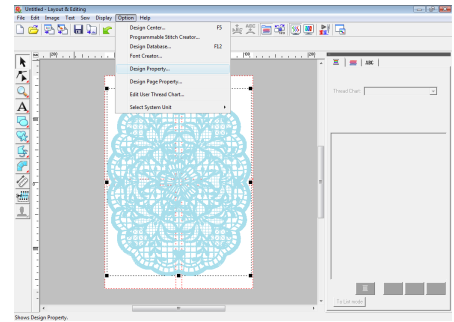 Untitled - Layout & Editing
File Edit Image Text Sew Display Option Help
Design Center... F5
Programmable Stitch Creator...
Design Database... F12
Font Creator...
Design Property...
Design Page Property...
Edit User Thread Chart...
Select System Unit
ABC
Thread Chart
A
To List mode
Shows Design Property.